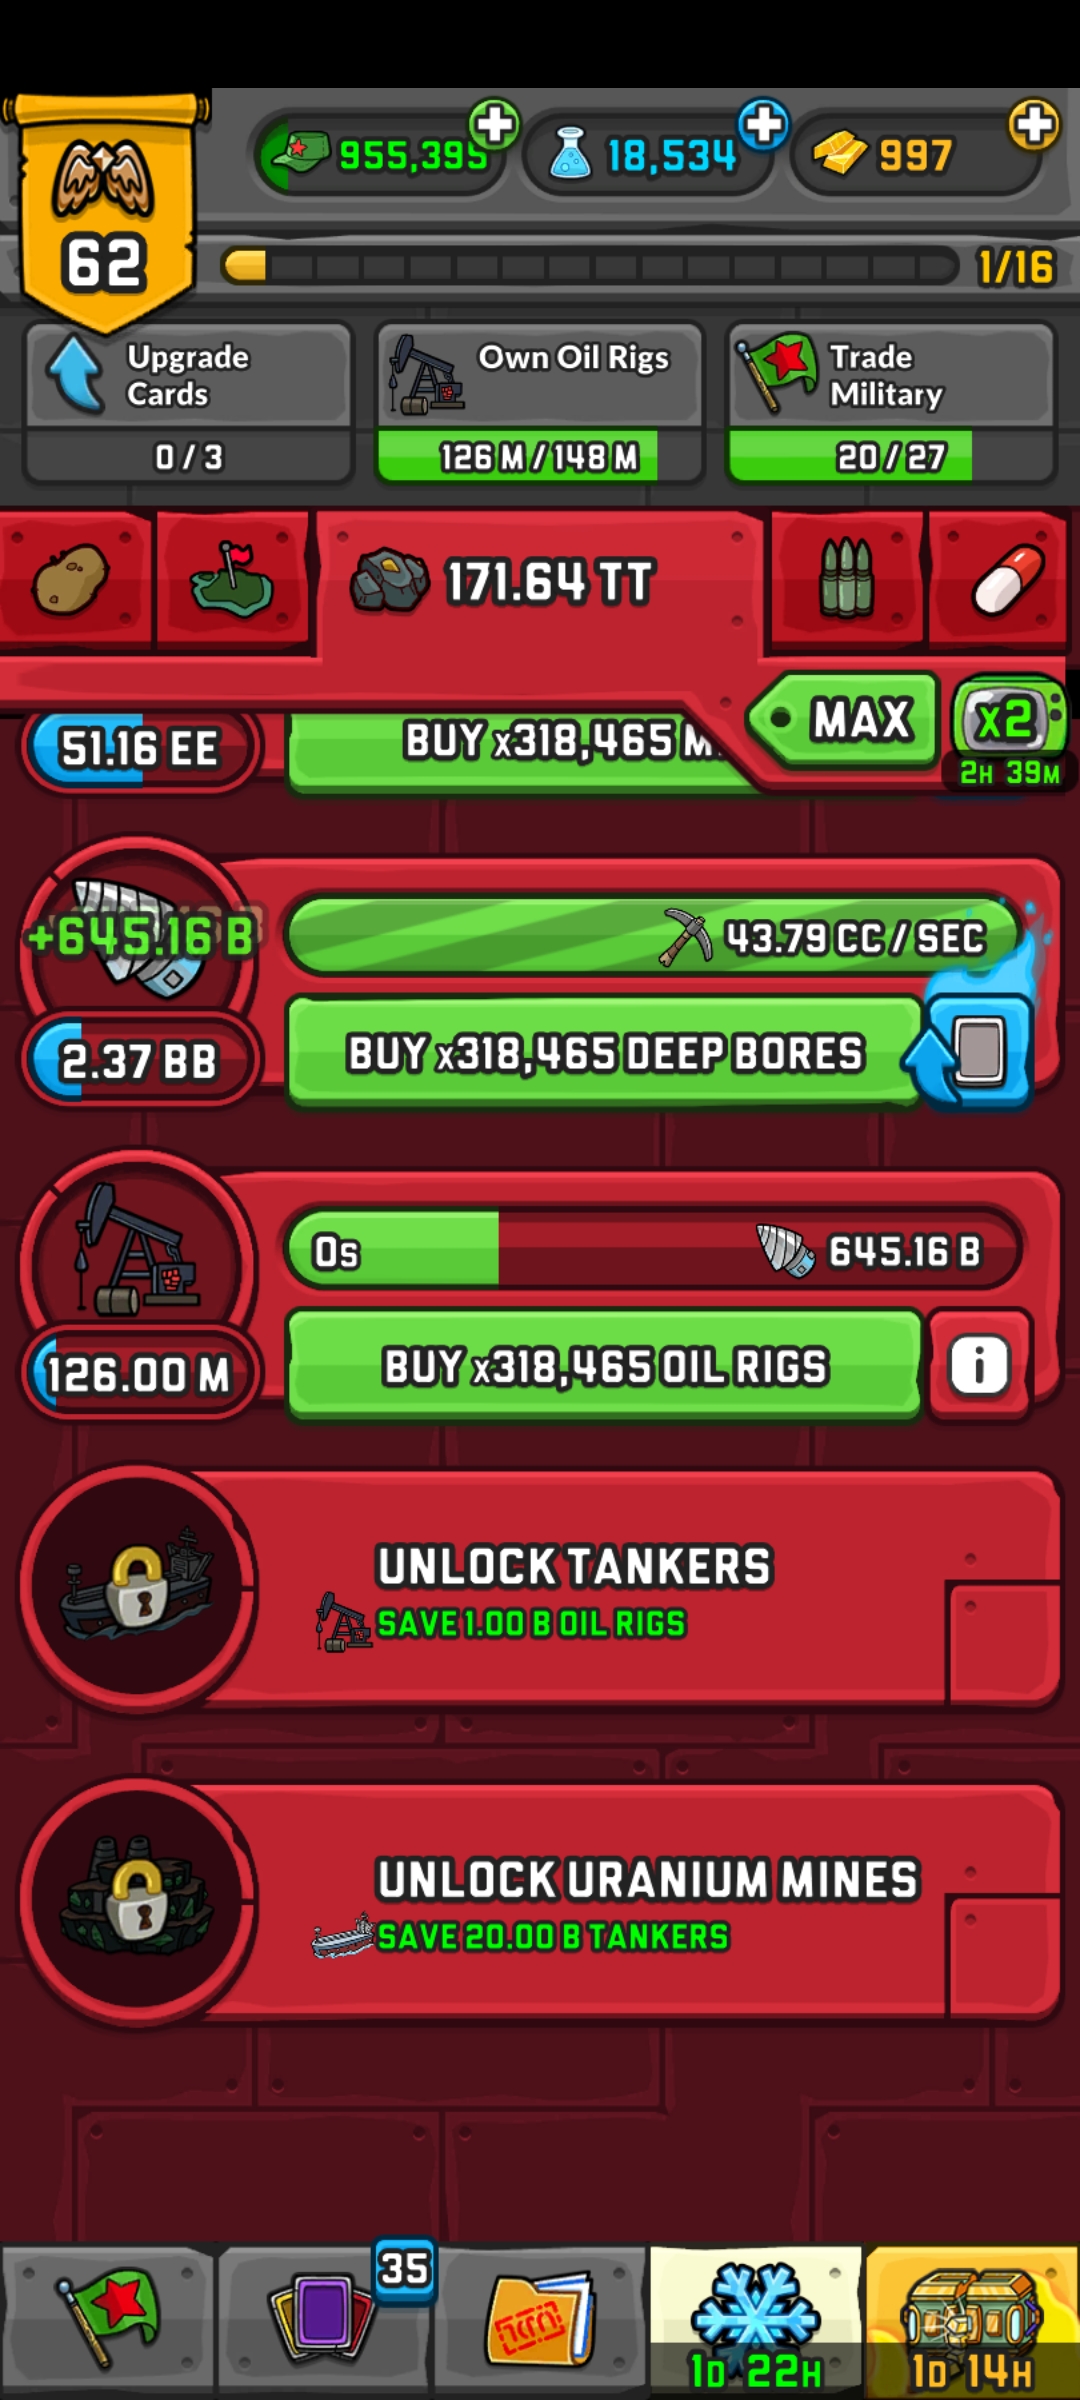 955,395
18,534
997
62
1/16
Upgrade
Cards
0 / 3
Own Oil Rigs
126 M / 148 M
Trade
Military
20 / 27
171.64 TT
MAX
x2
2H 39M
51.16 EE
BUY x318,465 M
+645.16 B
43.79 CC / SEC
2.37 BB
BUY x318,465 DEEP BORES
0s
645.16 B
126.00 M
BUY x318,465 OIL RIGS
i
UNLOCK TANKERS
SAVE 1.00 B OIL RIGS
UNLOCK URANIUM MINES
SAVE 20.00 B TANKERS
35
1D 22H
1D 14H